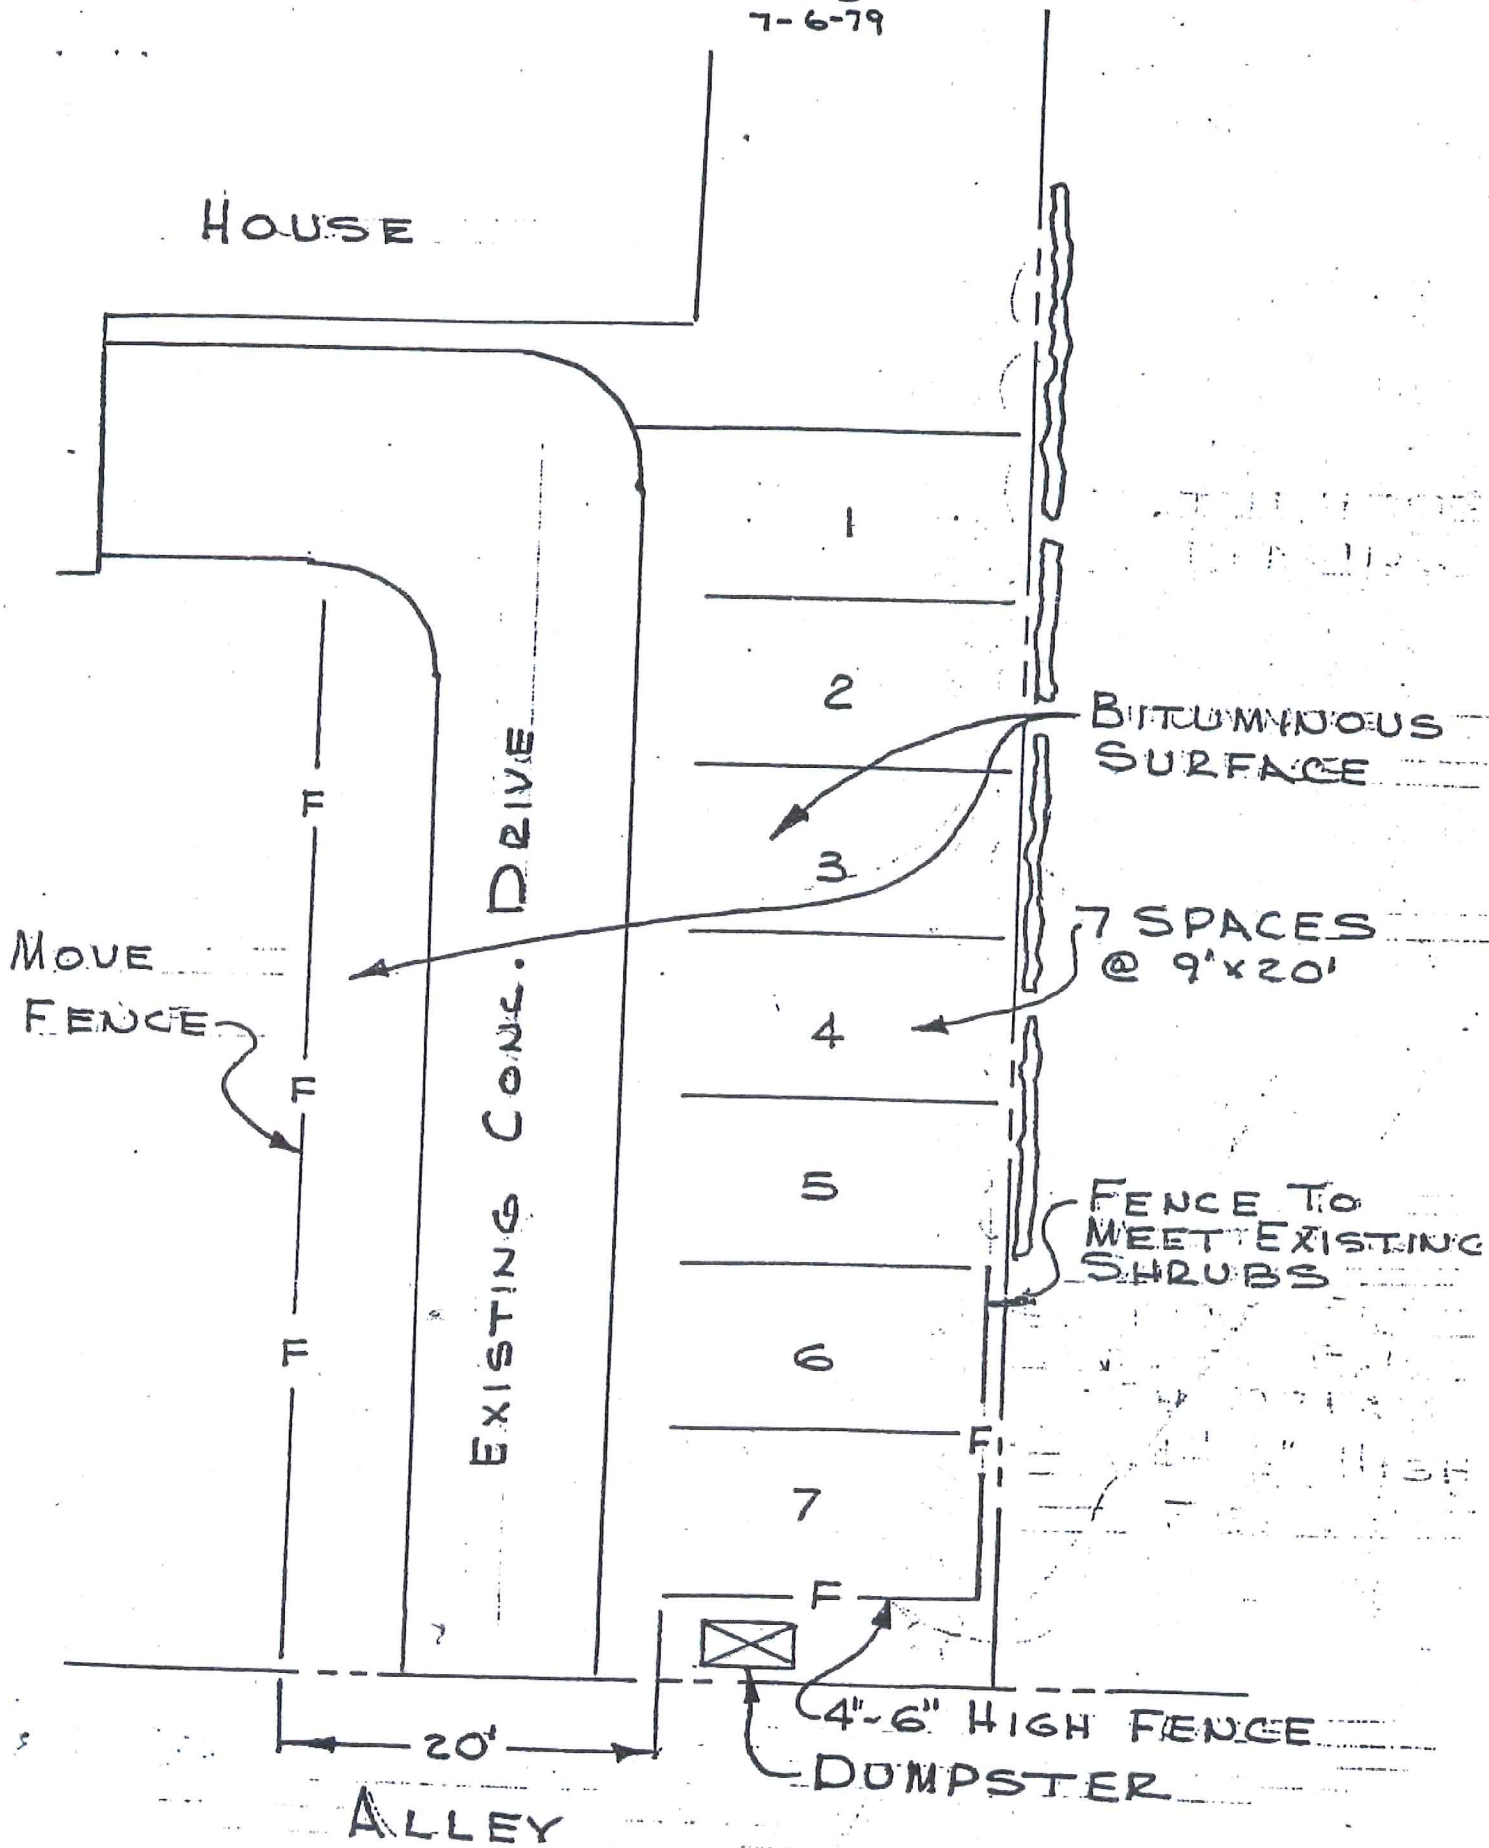 7-6-79
HOUSE
1
2
BITUMINOUS
SURFACE
F
3
EXISTING CONC. DRIVE
7 SPACES
@ 9'x20'
MOVE
FENCE
4
F
5
FENCE TO
MEET EXISTING
SHRUBS
F
6
F
7
F
4"-6" HIGH FENCE
20'
DUMPSTER
ALLEY